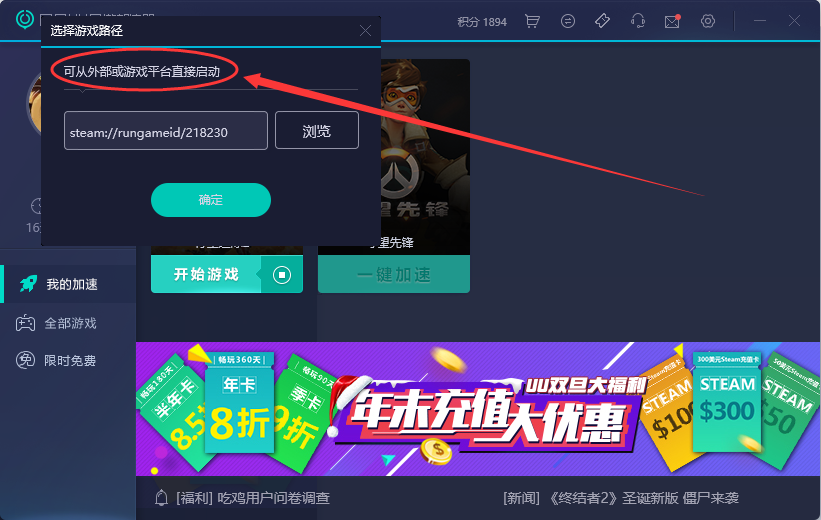 积分 1894
选择游戏路径
可从外部或游戏平台直接启动
steam://rungameid/218230
浏览
确定
望先锋
开始游戏
一键加速
我的加速
全部游戏
限时免费
畅玩180天
半年卡
8.5
畅玩360天
年卡
8折
畅玩90天
季卡
9折
UU双旦大福利
年末充值大优惠
STEAM
$100
300美元Steam充值卡
STEAM
$300
50美元Steam充值卡
STEAM
$50
[福利] 吃鸡用户问卷调查
[新闻] 《终结者2》圣诞新版 僵尸来袭